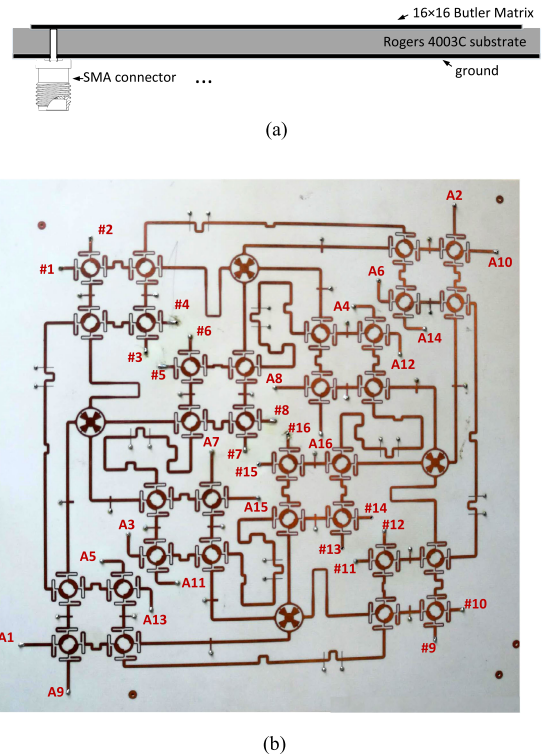 16×16 Butler Matrix
Rogers 4003C substrate
SMA connector
...
ground
(a)
A2
#2
#1
A10
A6
#4
A4
#6
A14
#3
A12
#5
A8
#8
#16
A7
A16
#7
#15
A15
#14
A3
#12
#13
A5
A11
#11
A13
#10
A1
#9
A9
(b)